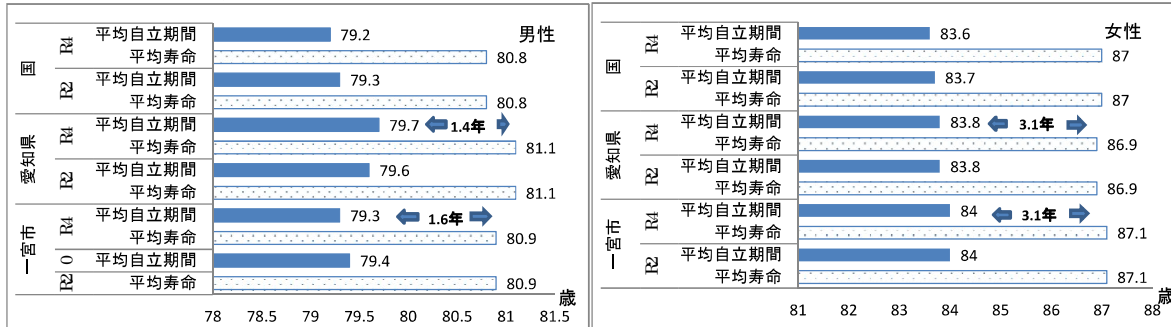 男性
国
R4
平均自立期間
79.2
平均寿命
80.8
R2
平均自立期間
79.3
平均寿命
80.8
愛知県
R4
平均自立期間
79.7
1.4年
平均寿命
81.1
R2
平均自立期間
79.6
平均寿命
81.1
一宮市
R4
平均自立期間
79.3
1.6年
平均寿命
80.9
R2 0
平均自立期間
79.4
平均寿命
80.9
歳
78 78.5 79 79.5 80 80.5 81 81.5
女性
国
R4
平均自立期間
83.6
平均寿命
87
R2
平均自立期間
83.7
平均寿命
87
愛知県
R4
平均自立期間
83.8
3.1年
平均寿命
86.9
R2
平均自立期間
83.8
平均寿命
86.9
一宮市
R4
平均自立期間
84
3.1年
平均寿命
87.1
R2
平均自立期間
84
平均寿命
87.1
歳
81 82 83 84 85 86 87 88